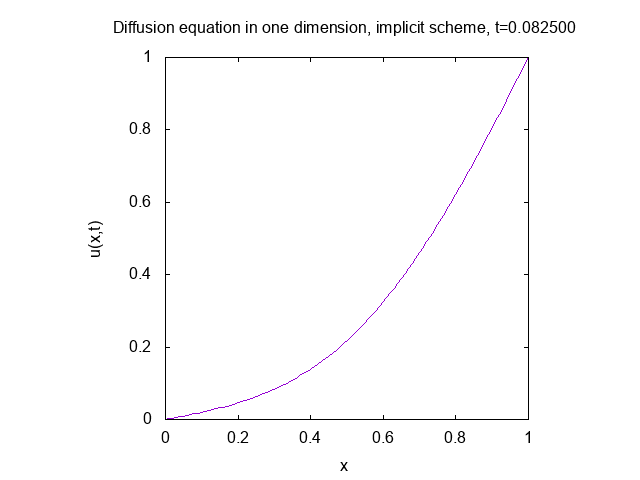 Diffusion equation in one dimension, implicit scheme, t=0.082500
1
0.8
0.6
0.4
0.2
0
u(x,t)
0 0.2 0.4 0.6 0.8 1
x